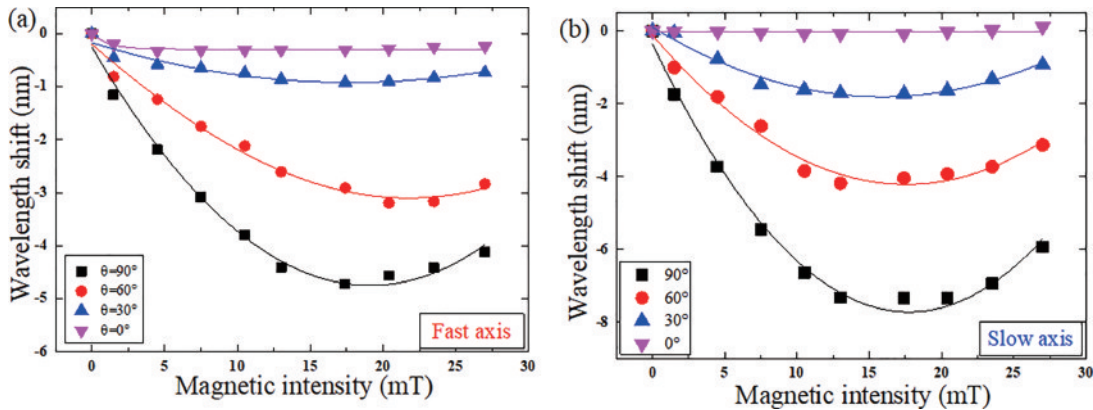 (a)
0
-1
-2
-3
-4
-5
-6
Wavelength shift (nm)
θ=90°
θ=60°
θ=30°
θ=0°
Fast axis
0 5 10 15 20 25 30
Magnetic intensity (mT)
(b)
0
-2
-4
-6
-8
Wavelength shift (nm)
90°
60°
30°
0°
Slow axis
0 5 10 15 20 25 30
Magnetic intensity (mT)